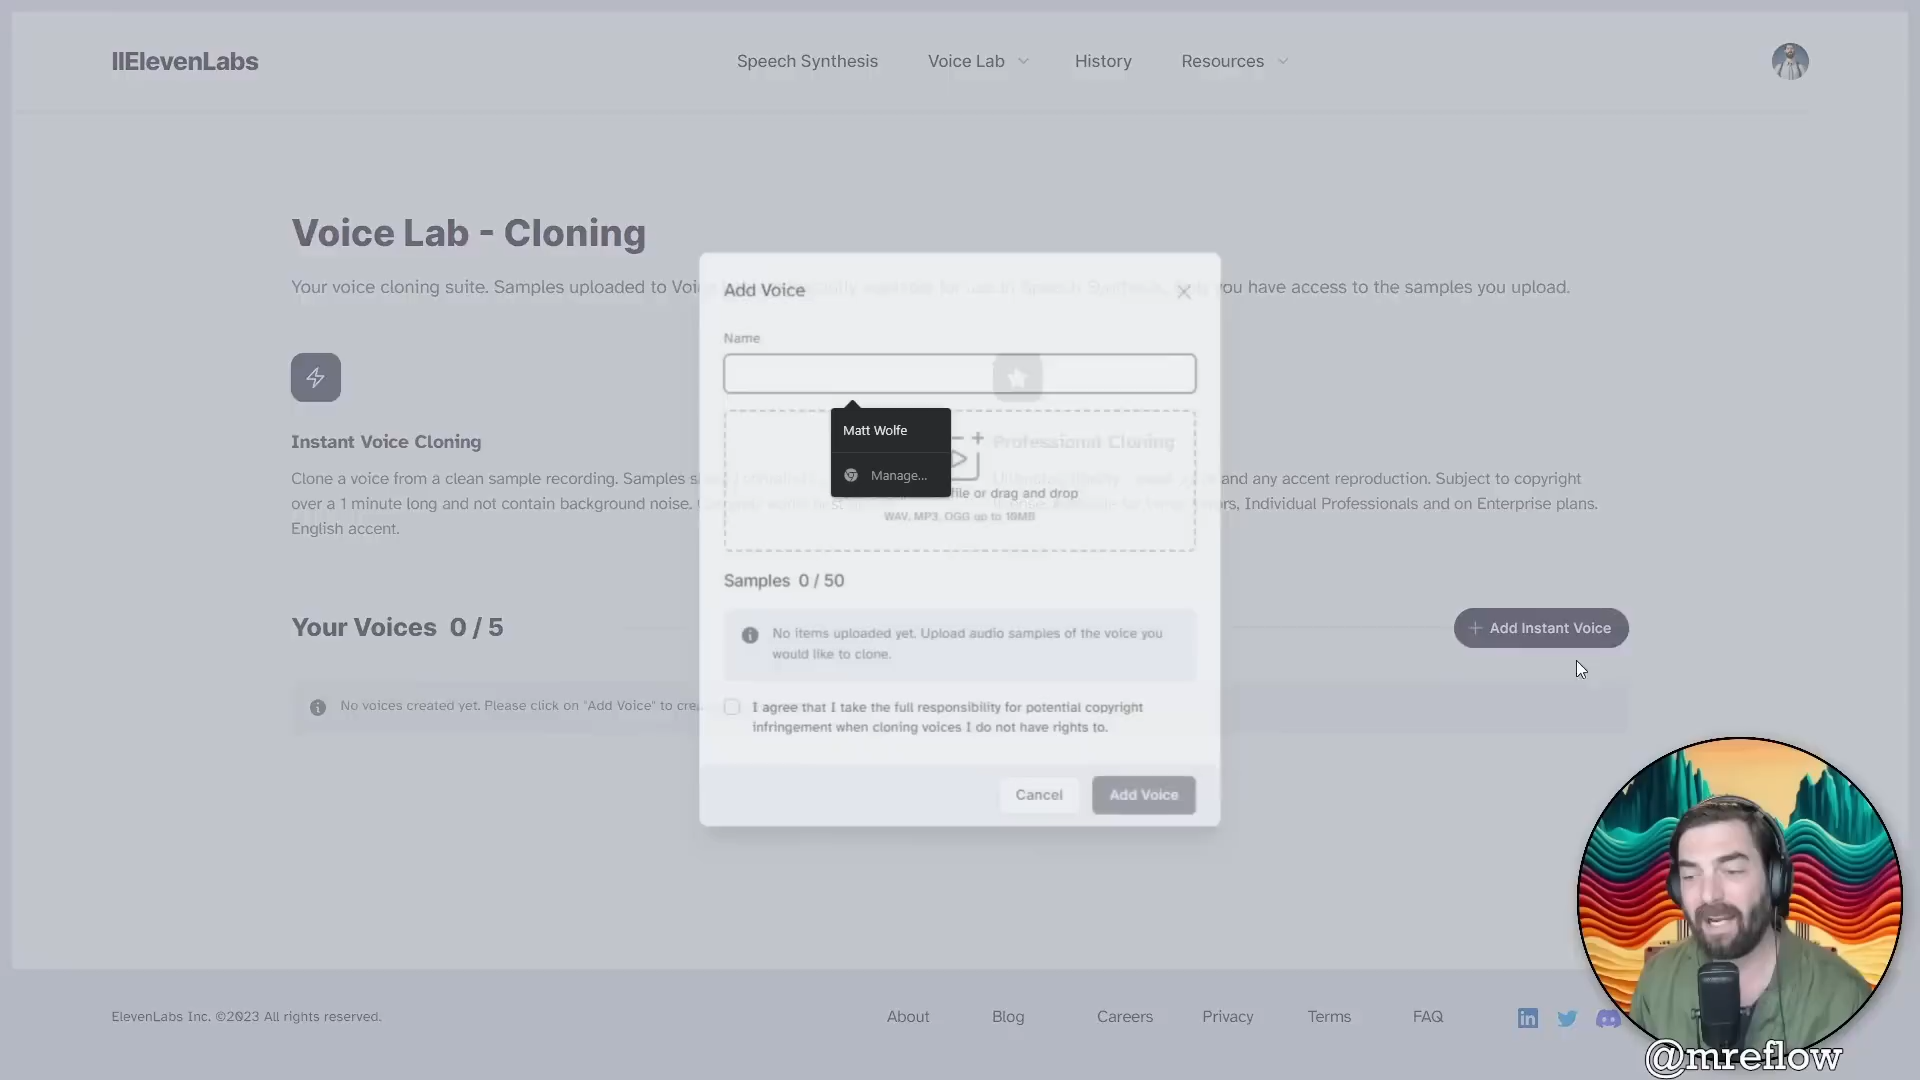 IIElevenLabs
Speech Synthesis
Voice Lab
History
Resources
Voice Lab - Cloning
Your voice cloning suite. Samples uploaded to Voi
you have access to the samples you upload.
Add Voice
Name
Matt Wolfe
Manage...
file or drag and drop
WAV, MP3, OGG up to 10MB
Instant Voice Cloning
Clone a voice from a clean sample recording. Samples
over a 1 minute long and not contain background noise.
English accent.
Professional Cloning
and any accent reproduction. Subject to copyright
Individual Professionals and on Enterprise plans.
Samples 0 / 50
No items uploaded yet. Upload audio samples of the voice you
would like to clone.
Your Voices 0 / 5
+ Add Instant Voice
No voices created yet. Please click on "Add Voice" to cre
I agree that I take the full responsibility for potential copyright
infringement when cloning voices I do not have rights to.
Cancel
Add Voice
ElevenLabs Inc. ©2023 All rights reserved.
About
Blog
Careers
Privacy
Terms
FAQ
@mreflow